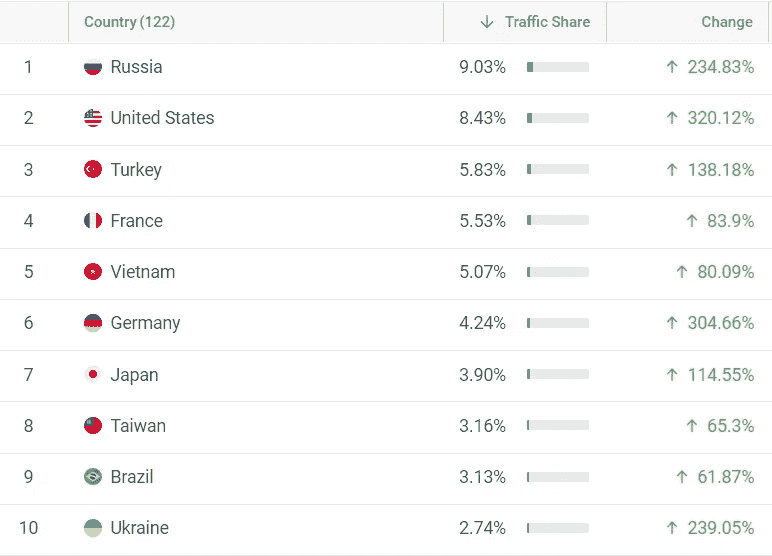 Country (122) ↓ Traffic Share Change
1 Russia 9.03% ↑ 234.83%
2 United States 8.43% ↑ 320.12%
3 Turkey 5.83% ↑ 138.18%
4 France 5.53% ↑ 83.9%
5 Vietnam 5.07% ↑ 80.09%
6 Germany 4.24% ↑ 304.66%
7 Japan 3.90% ↑ 114.55%
8 Taiwan 3.16% ↑ 65.3%
9 Brazil 3.13% ↑ 61.87%
10 Ukraine 2.74% ↑ 239.05%